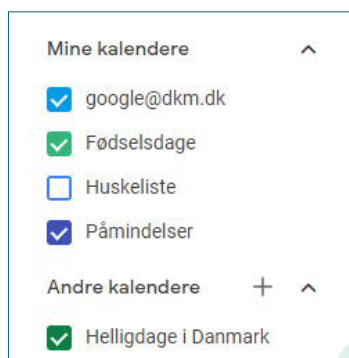 Mine kalendere
google@dkm.dk
Fødselsdage
Huskeliste
Påmindelser
Andre kalendere
Helligdage i Danmark